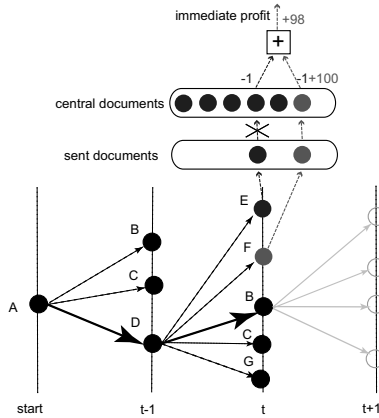 immediate profit
+98
+
-1
-1+100
central documents
sent documents
E
B
F
C
B
A
D
C
G
start
t-1
t
t+1